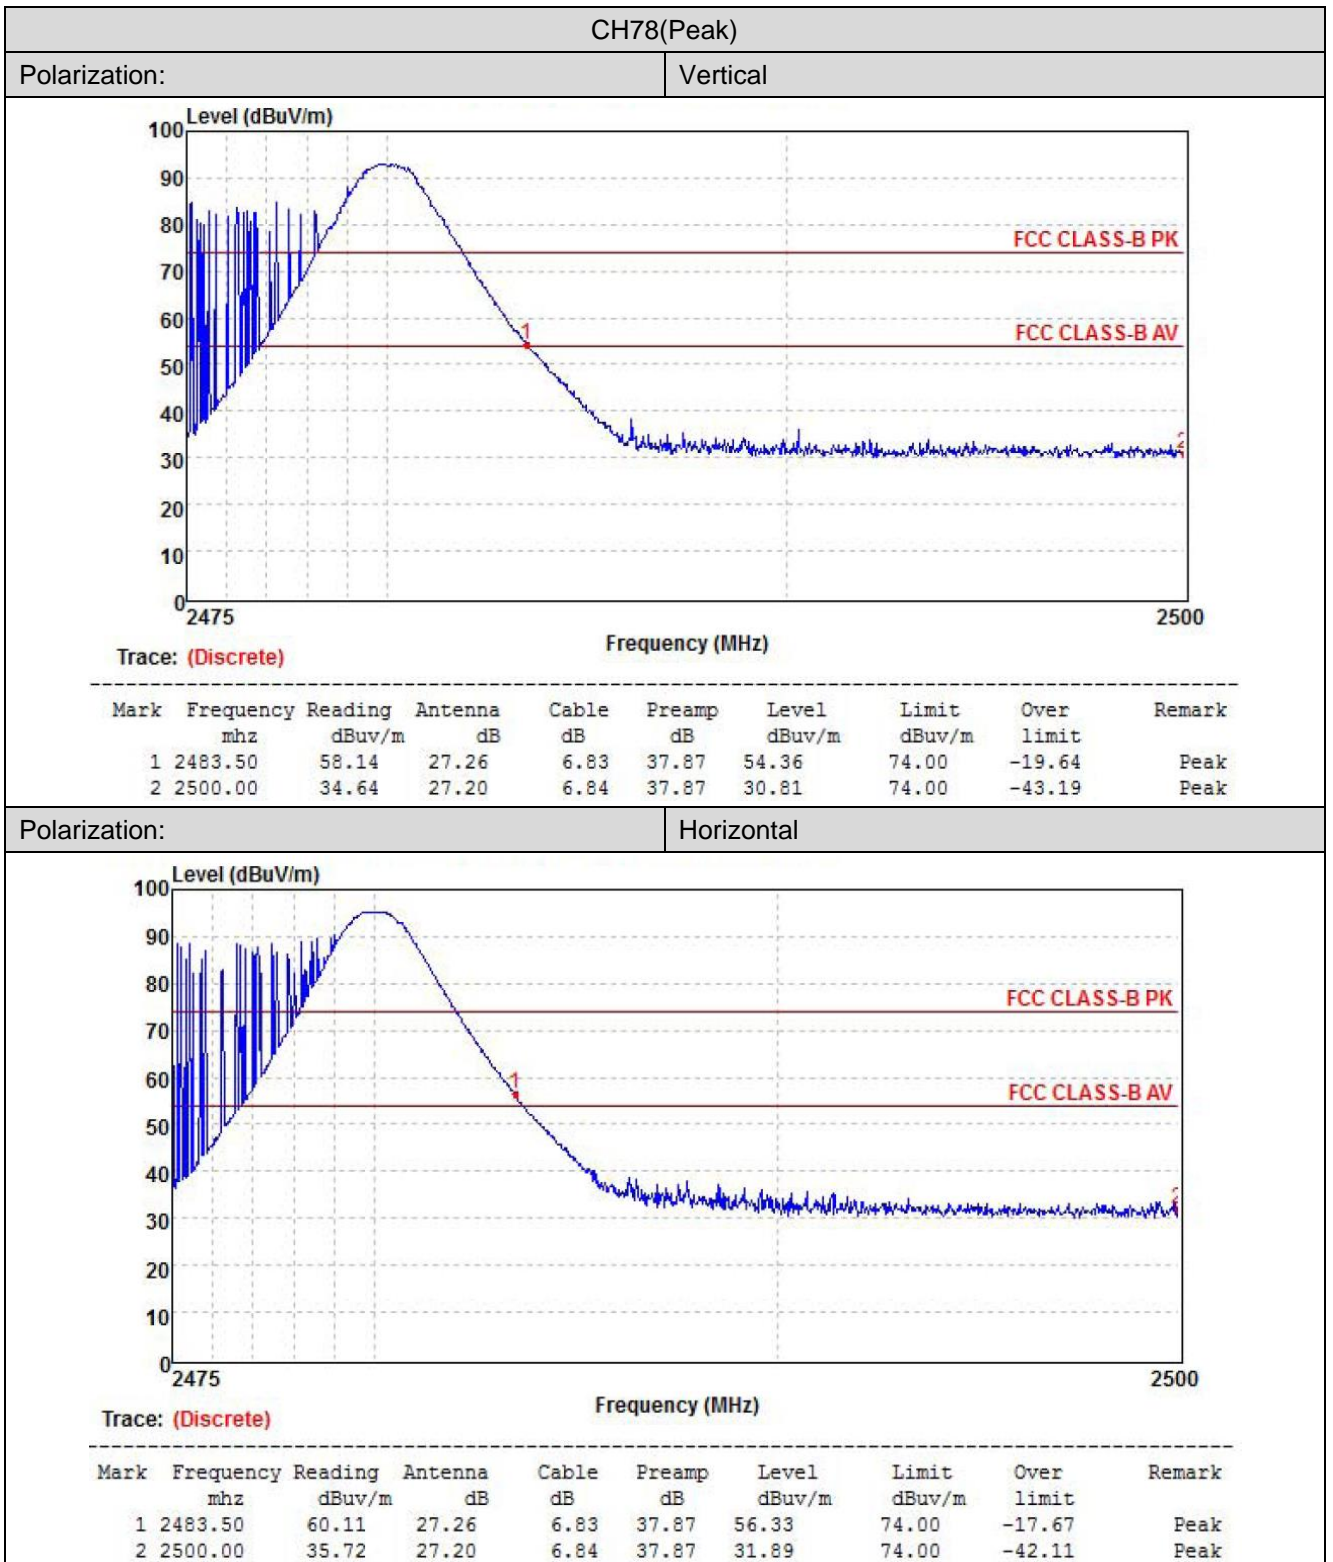 CH78(Peak)
Polarization: Vertical
Level (dBuV/m)
100
90
80
FCC CLASS-B PK
70
60
1
FCC CLASS-B AV
50
40
2
30
20
10
0
2475 2500
Frequency (MHz)
Trace: (Discrete)
Mark Frequency Reading Antenna Cable Preamp Level Limit Over Remark
mhz dBuv/m dB dB dB dBuv/m dBuv/m limit
1 2483.50 58.14 27.26 6.83 37.87 54.36 74.00 -19.64 Peak
2 2500.00 34.64 27.20 6.84 37.87 30.81 74.00 -43.19 Peak
Polarization: Horizontal
Level (dBuV/m)
100
90
80
FCC CLASS-B PK
70
60
1
FCC CLASS-B AV
50
40
2
30
20
10
0
2475 2500
Frequency (MHz)
Trace: (Discrete)
Mark Frequency Reading Antenna Cable Preamp Level Limit Over Remark
mhz dBuv/m dB dB dB dBuv/m dBuv/m limit
1 2483.50 60.11 27.26 6.83 37.87 56.33 74.00 -17.67 Peak
2 2500.00 35.72 27.20 6.84 37.87 31.89 74.00 -42.11 Peak